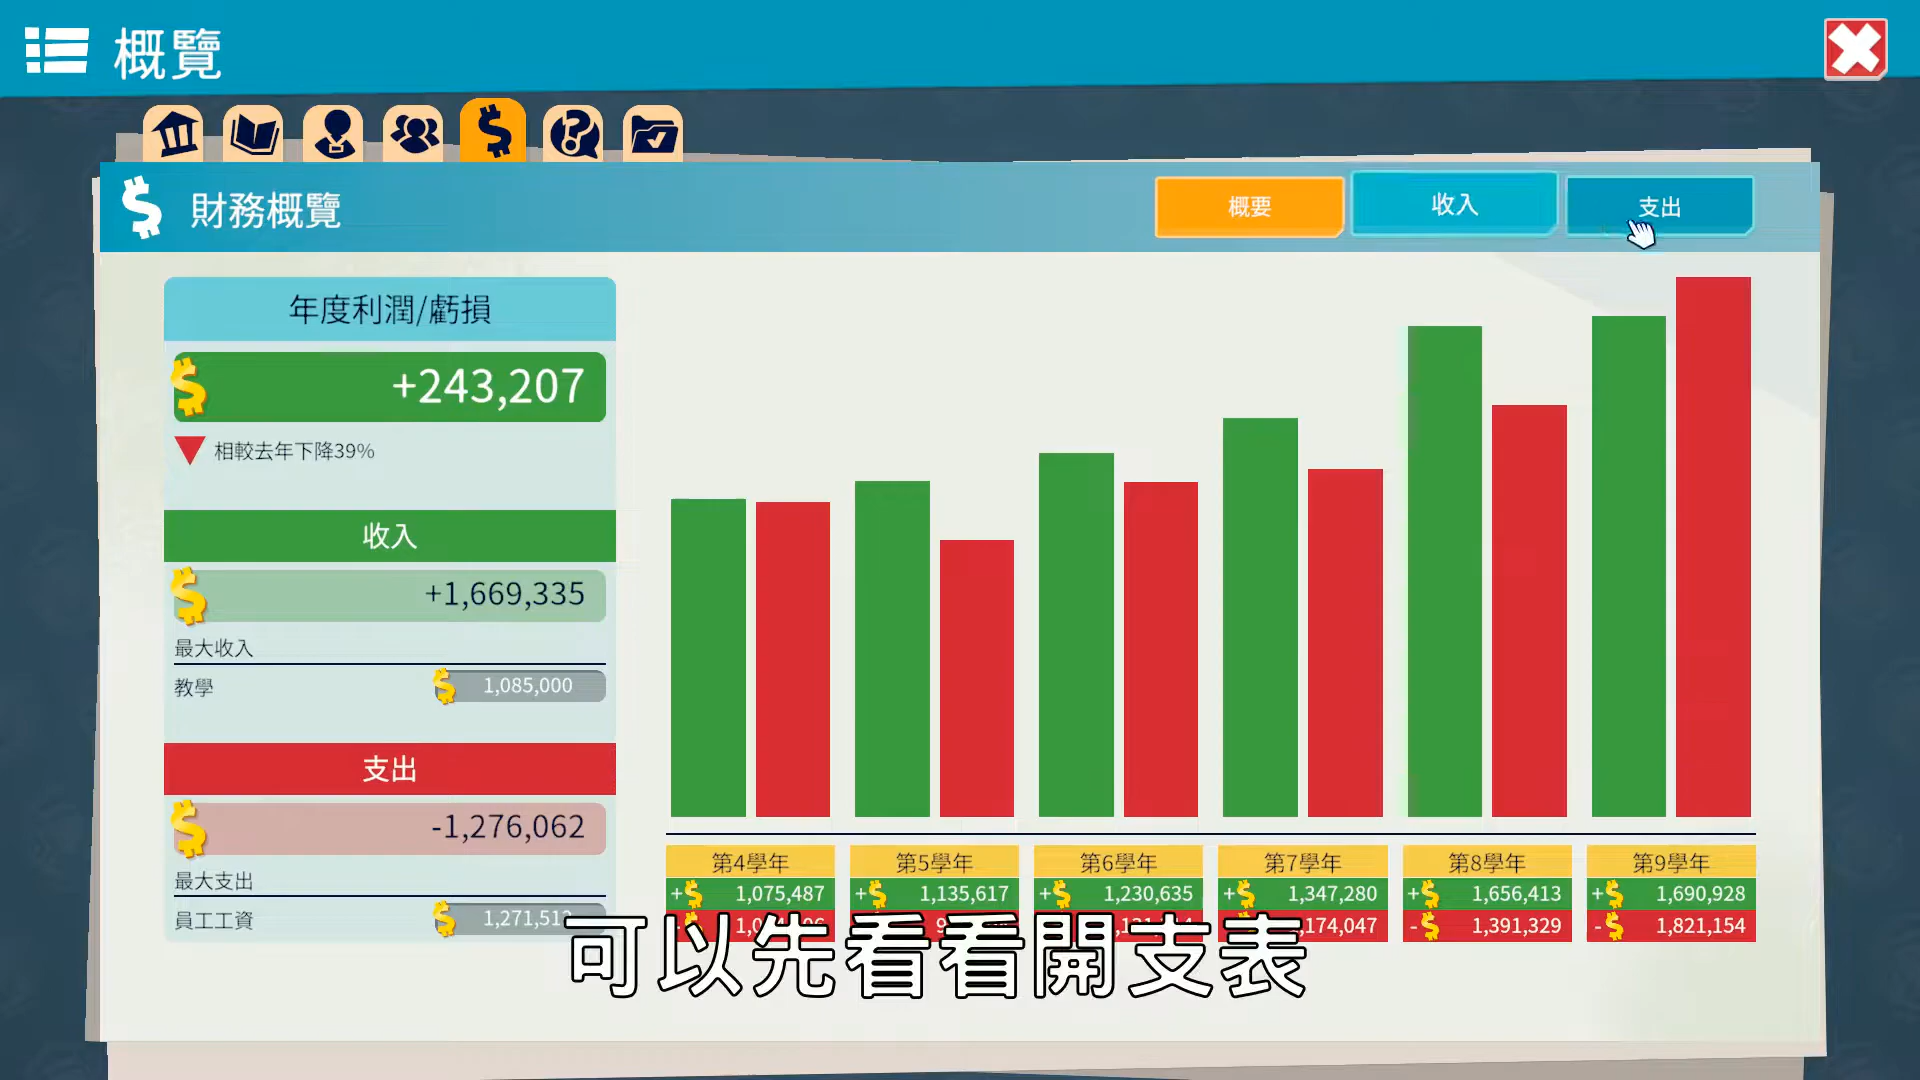 概覽
財務概覽
概要
收入
支出
年度利潤/虧損
+243,207
相較去年下降39%
收入
+1,669,335
最大收入
教學 1,085,000
支出
-1,276,062
最大支出
員工工資
第4學年 第5學年 第6學年 第7學年 第8學年 第9學年
+ 1,075,487 + 1,135,617 + 1,230,635 + 1,347,280 + 1,656,413 + 1,690,928
- 1,391,329 - 1,821,154
可以先看看開支表